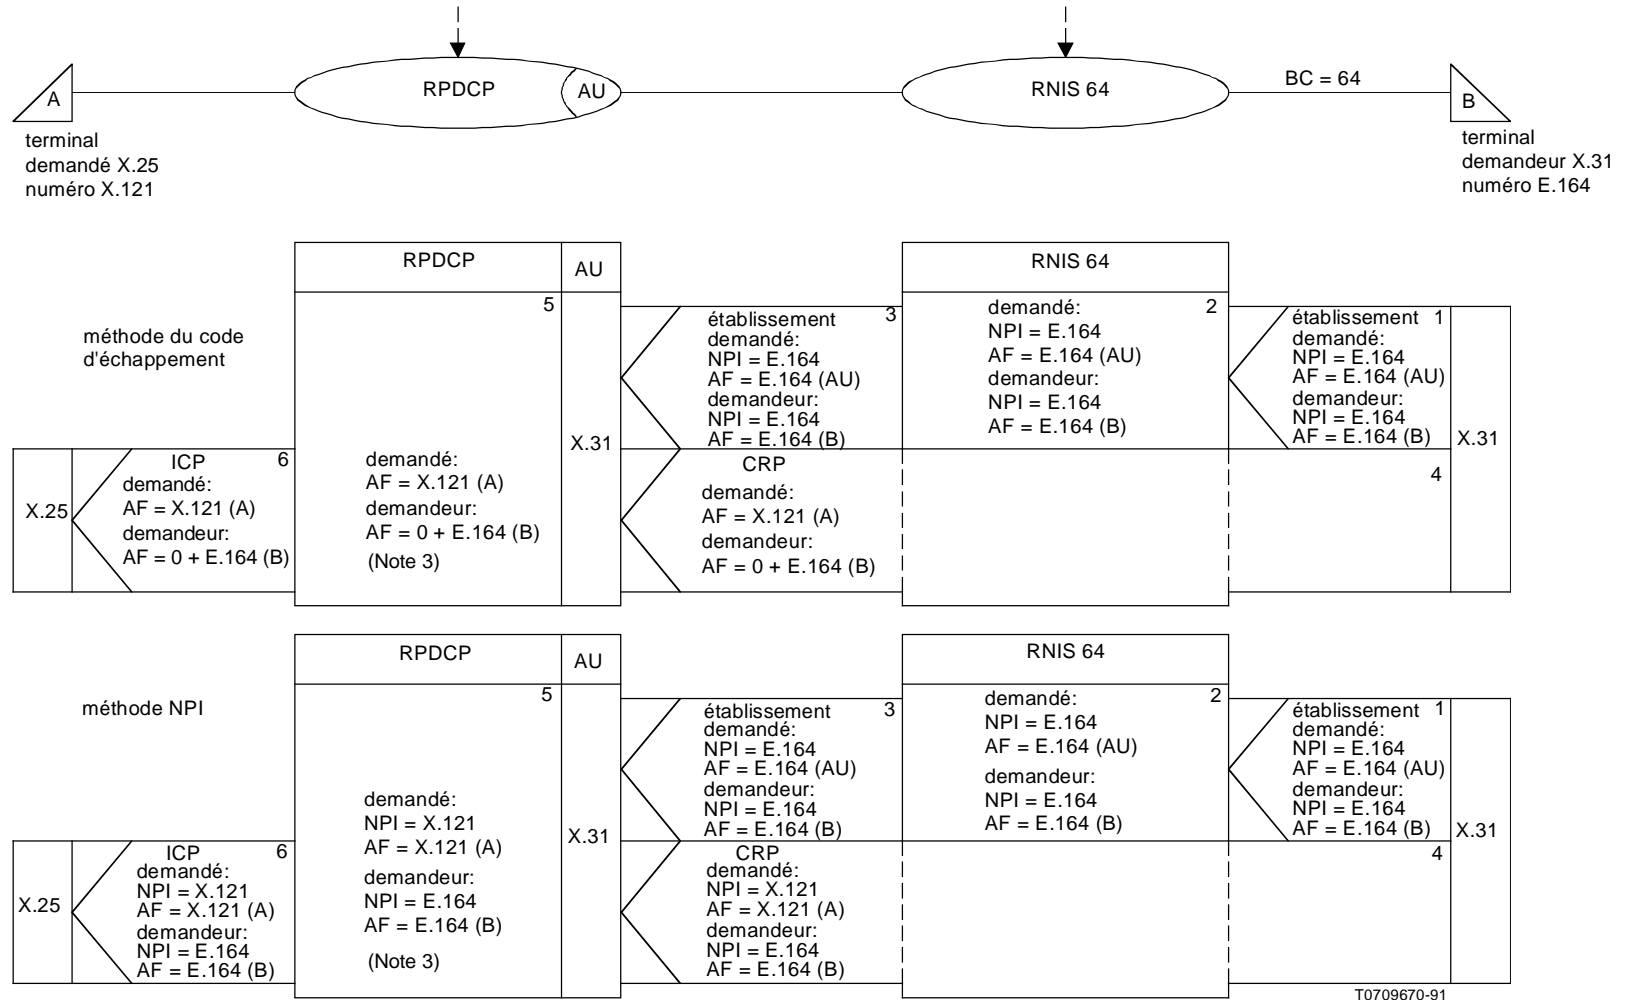 RPDCP
AU
RNIS 64
BC = 64
A
B
terminal
demandé X.25
numéro X.121
terminal
demandeur X.31
numéro E.164
RPDCP
AU
RNIS 64
méthode du code
d'échappement
5
X.31
demandé:
AF = X.121 (A)
demandeur:
AF = 0 + E.164 (B)
(Note 3)
établissement 3
demandé:
NPI = E.164
AF = E.164 (AU)
demandeur:
NPI = E.164
AF = E.164 (B)
demandé: 2
NPI = E.164
AF = E.164 (AU)
demandeur:
NPI = E.164
AF = E.164 (B)
établissement 1
demandé:
NPI = E.164
AF = E.164 (AU)
demandeur:
NPI = E.164
AF = E.164 (B)
X.31
X.25
ICP 6
demandé:
AF = X.121 (A)
demandeur:
AF = 0 + E.164 (B)
CRP
demandé:
AF = X.121 (A)
demandeur:
AF = 0 + E.164 (B)
4
RPDCP
AU
RNIS 64
méthode NPI
5
X.31
demandé:
NPI = X.121
AF = X.121 (A)
demandeur:
NPI = E.164
AF = E.164 (B)
(Note 3)
établissement 3
demandé:
NPI = E.164
AF = E.164 (AU)
demandeur:
NPI = E.164
AF = E.164 (B)
demandé: 2
NPI = E.164
AF = E.164 (AU)
demandeur:
NPI = E.164
AF = E.164 (B)
établissement 1
demandé:
NPI = E.164
AF = E.164 (AU)
demandeur:
NPI = E.164
AF = E.164 (B)
X.31
X.25
ICP 6
demandé:
NPI = X.121
AF = X.121 (A)
demandeur:
NPI = E.164
AF = E.164 (B)
CRP
demandé:
NPI = X.121
AF = X.121 (A)
demandeur:
NPI = E.164
AF = E.164 (B)
4
T0709670-91